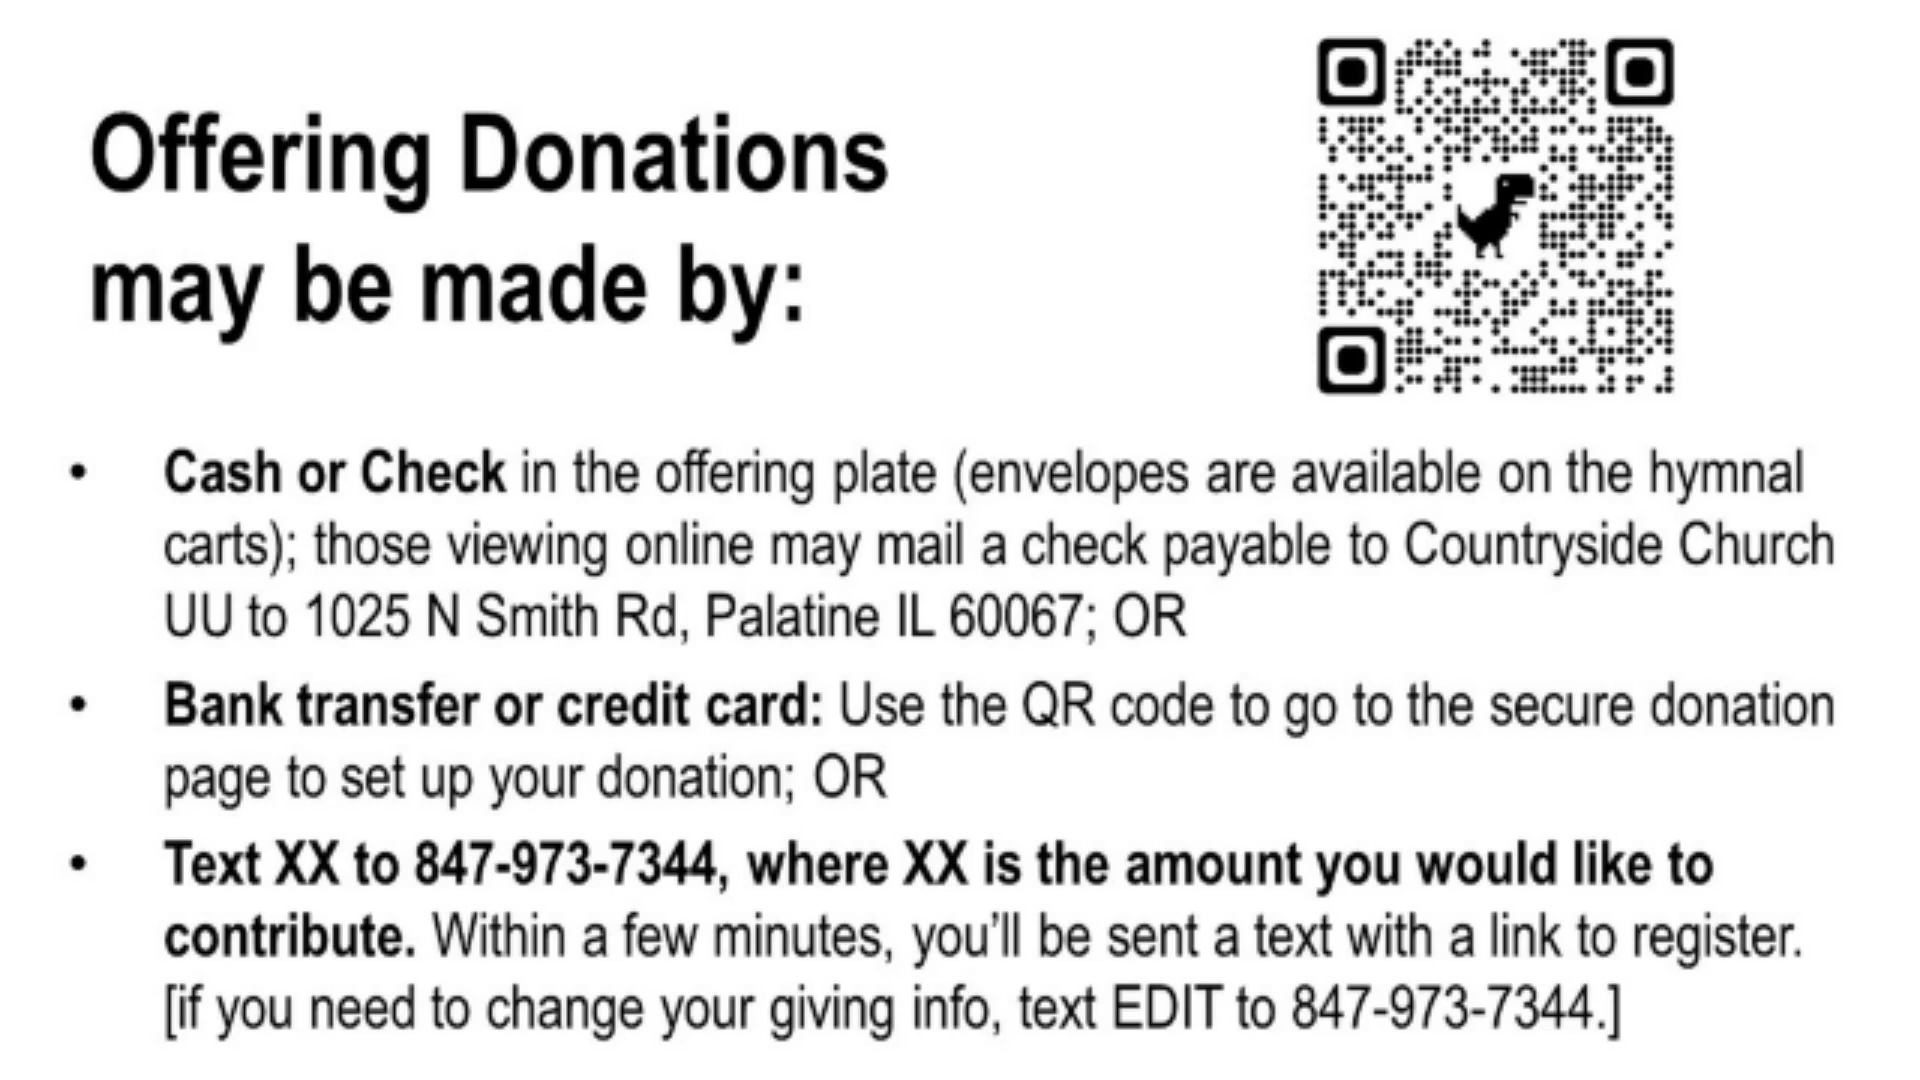 Offering Donations
may be made by:
• Cash or Check in the offering plate (envelopes are available on the hymnal
carts); those viewing online may mail a check payable to Countryside Church
UU to 1025 N Smith Rd, Palatine IL 60067; OR
• Bank transfer or credit card: Use the QR code to go to the secure donation
page to set up your donation; OR
• Text XX to 847-973-7344, where XX is the amount you would like to
contribute. Within a few minutes, you’ll be sent a text with a link to register.
[if you need to change your giving info, text EDIT to 847-973-7344.]